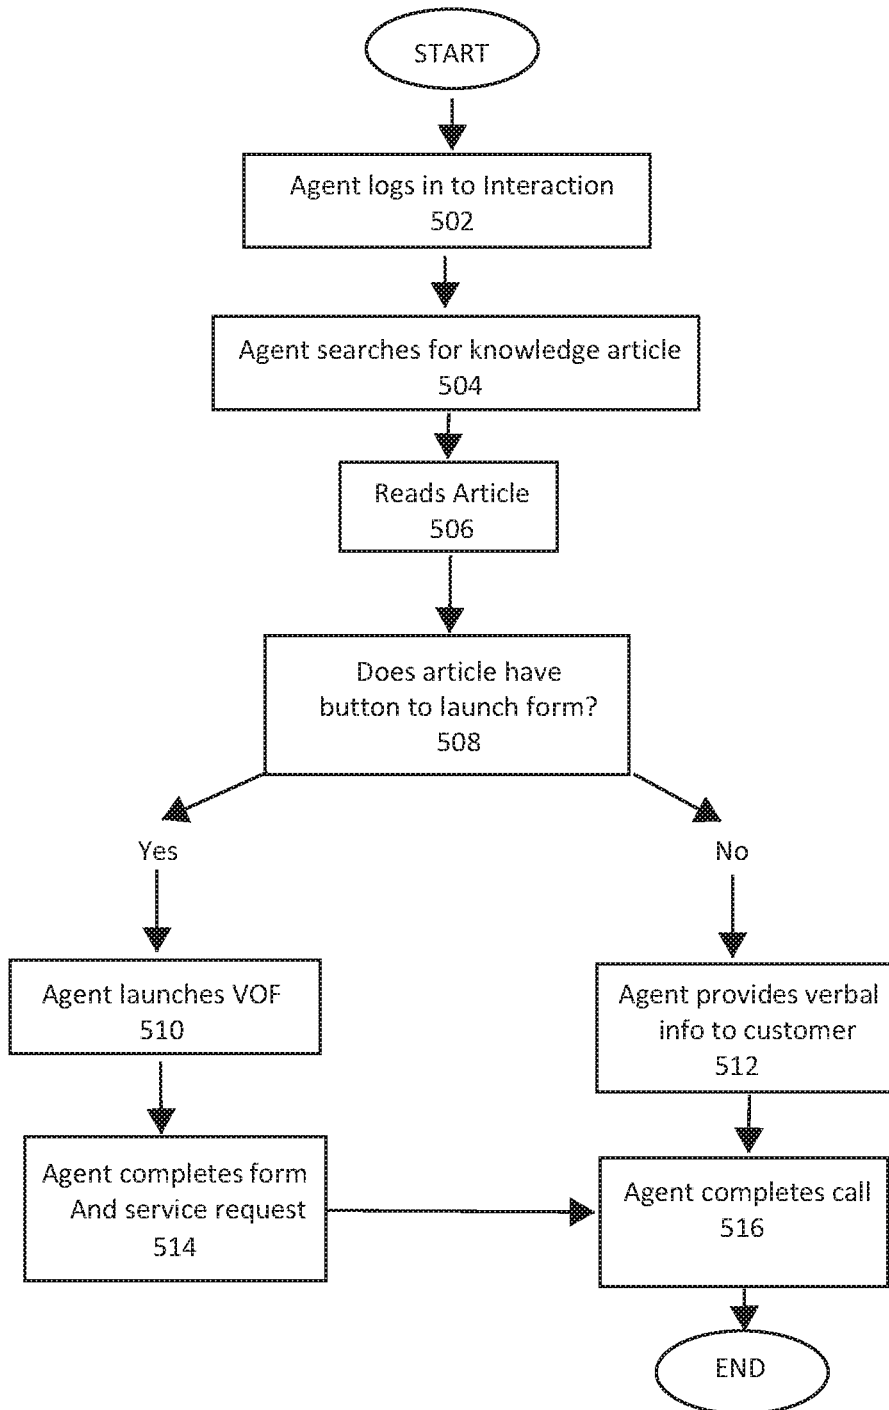 START
Agent logs in to Interaction
502
Agent searches for knowledge article
504
Reads Article
506
Does article have
button to launch form?
508
Yes
No
Agent launches VOF
510
Agent provides verbal
info to customer
512
Agent completes form
And service request
514
Agent completes call
516
END